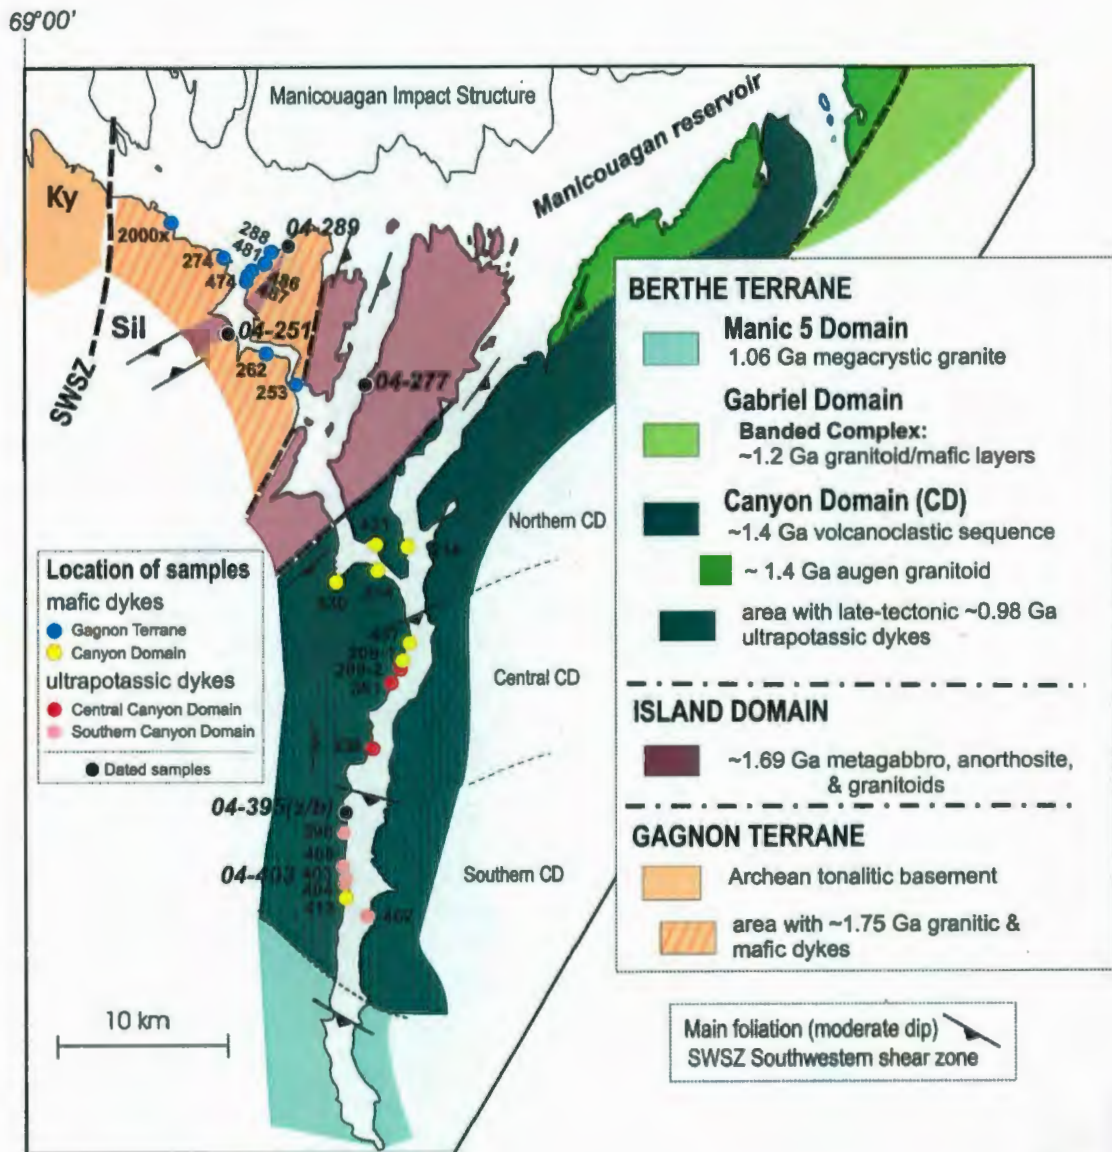 69°00'
Manicouagan Impact Structure
Manicouagan reservoir
Ky
2000x
274
474
481
288
04-289
486
487
Sil
04-251
SWSZ
262
253
04-277
Northern CD
Central CD
209-2
04-395(z/b)
04-403
404
Southern CD
10 km
Location of samples
mafic dykes
Gagnon Terrane
Canyon Domain
ultrapotassic dykes
Central Canyon Domain
Southern Canyon Domain
Dated samples
BERTHE TERRANE
Manic 5 Domain
1.06 Ga megacrystic granite
Gabriel Domain
Banded Complex:
~1.2 Ga granitoid/mafic layers
Canyon Domain (CD)
~1.4 Ga volcanoclastic sequence
~ 1.4 Ga augen granitoid
area with late-tectonic ~0.98 Ga
ultrapotassic dykes
ISLAND DOMAIN
~1.69 Ga metagabbro, anorthosite,
& granitoids
GAGNON TERRANE
Archean tonalitic basement
area with ~1.75 Ga granitic &
mafic dykes
Main foliation (moderate dip)
SWSZ Southwestern shear zone